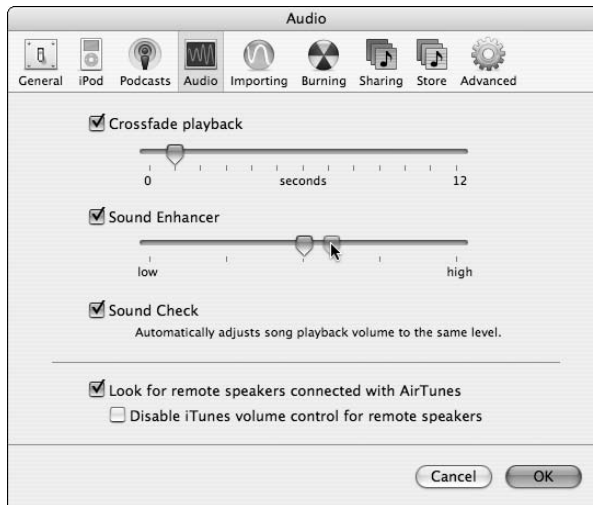 Audio
General iPod Podcasts Audio Importing Burning Sharing Store Advanced
Crossfade playback
0 seconds 12
Sound Enhancer
low high
Sound Check
Automatically adjusts song playback volume to the same level.
Look for remote speakers connected with AirTunes
Disable iTunes volume control for remote speakers
Cancel OK